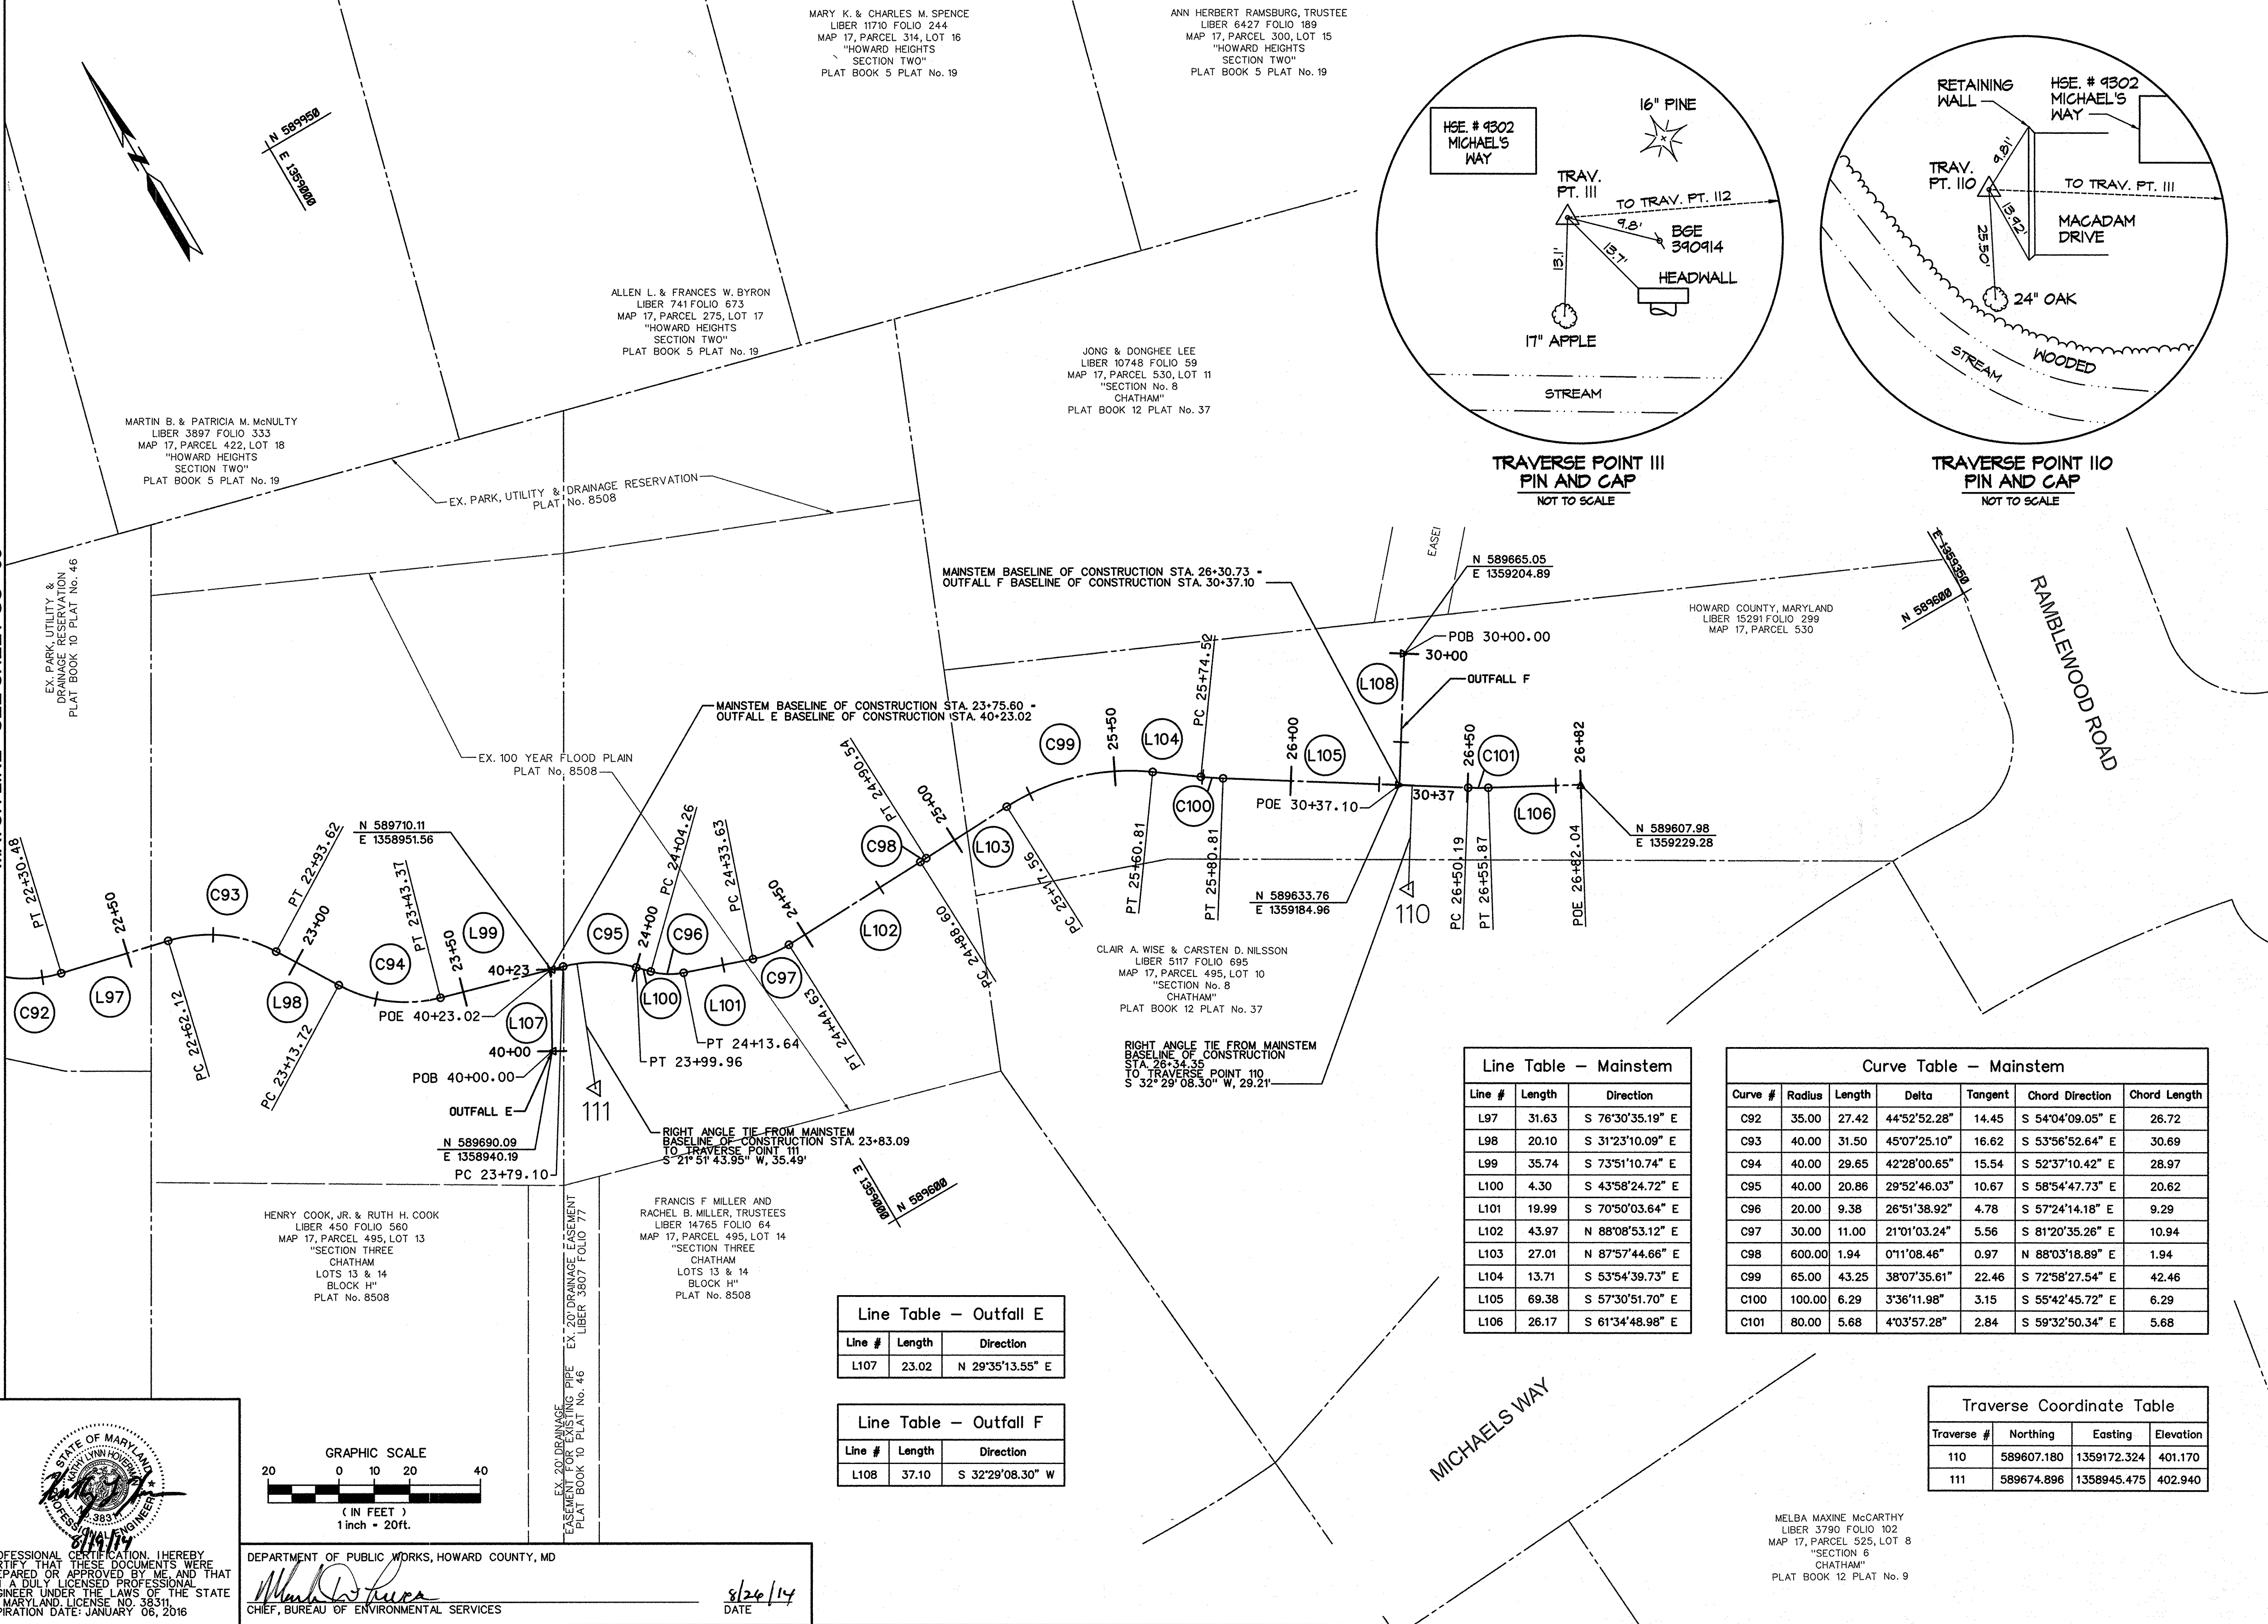 MARY K. & CHARLES M. SPENCE
LIBER 11710 FOLIO 244
MAP 17, PARCEL 314, LOT 16
"HOWARD HEIGHTS
SECTION TWO"
PLAT BOOK 5 PLAT No. 19
ANN HERBERT RAMSBURG, TRUSTEE
LIBER 6427 FOLIO 189
MAP 17, PARCEL 300, LOT 15
"HOWARD HEIGHTS
SECTION TWO"
PLAT BOOK 5 PLAT No. 19
N
N 589950
E 1359000
ALLEN L. & FRANCES W. BYRON
LIBER 741 FOLIO 673
MAP 17, PARCEL 275, LOT 17
"HOWARD HEIGHTS
SECTION TWO"
PLAT BOOK 5 PLAT No. 19
JONG & DONGHEE LEE
LIBER 10748 FOLIO 59
MAP 17, PARCEL 530, LOT 11
"SECTION No. 8
CHATHAM"
PLAT BOOK 12 PLAT No. 37
MARTIN B. & PATRICIA M. McNULTY
LIBER 3897 FOLIO 333
MAP 17, PARCEL 422, LOT 18
"HOWARD HEIGHTS
SECTION TWO"
PLAT BOOK 5 PLAT No. 19
EX. PARK, UTILITY & DRAINAGE RESERVATION
PLAT No. 8508
HSE. # 9302
MICHAEL'S
WAY
16" PINE
TRAV.
PT. 111
TO TRAV. PT. 112
9.8'
BGE
390914
13.1'
13.7'
HEADWALL
17" APPLE
STREAM
TRAVERSE POINT 111
PIN AND CAP
NOT TO SCALE
RETAINING
WALL
HSE. # 9302
MICHAEL'S
WAY
9.81'
TRAV.
PT. 110
TO TRAV. PT. 111
13.92'
25.50'
MACADAM
DRIVE
24" OAK
STREAM
WOODED
TRAVERSE POINT 110
PIN AND CAP
NOT TO SCALE
EX. PARK, UTILITY &
DRAINAGE RESERVATION
PLAT BOOK 10 PLAT No. 46
MAINSTEM BASELINE OF CONSTRUCTION STA. 26+30.73 =
OUTFALL F BASELINE OF CONSTRUCTION STA. 30+37.10
N 589665.05
E 1359204.89
HOWARD COUNTY, MARYLAND
LIBER 15291 FOLIO 299
MAP 17, PARCEL 530
E 1359350
N 589600
RAMBLEWOOD ROAD
POB 30+00.00
30+00
L108
OUTFALL F
MAINSTEM BASELINE OF CONSTRUCTION STA. 23+75.60 =
OUTFALL E BASELINE OF CONSTRUCTION STA. 40+23.02
EX. 100 YEAR FLOOD PLAIN
PLAT No. 8508
PC 25+74.52
C99
25+50
L104
26+00
L105
26+50
C101
26+82
C100
POE 30+37.10
30+37
L106
N 589607.98
E 1359229.28
PT 24+90.54
25+00
C98
L103
PT 25+60.81
PT 25+80.81
N 589633.76
E 1359184.96
110
PC 26+50.19
PT 26+55.87
POE 26+82.04
PT 22+30.48
22+50
C93
PT 22+93.62
N 589710.11
E 1358951.56
PT 23+43.37
PC 24+04.26
PC 24+33.63
24+50
L102
PC 24+88.60
PC 25+17.56
C92
L97
PC 22+62.12
L98
23+00
C94
23+50
L99
PC 23+13.72
40+23
POE 40+23.02
C95
24+00
C96
L100
L101
C97
PT 24+44.63
L107
40+00
POB 40+00.00
PT 24+13.64
PT 23+99.96
OUTFALL E
111
N 589690.09
E 1358940.19
PC 23+79.10
RIGHT ANGLE TIE FROM MAINSTEM
BASELINE OF CONSTRUCTION STA. 23+83.09
TO TRAVERSE POINT 111
S 21° 51' 43.95" W, 35.49'
CLAIR A. WISE & CARSTEN D. NILSSON
LIBER 5117 FOLIO 695
MAP 17, PARCEL 495, LOT 10
"SECTION No. 8
CHATHAM"
PLAT BOOK 12 PLAT No. 37
RIGHT ANGLE TIE FROM MAINSTEM
BASELINE OF CONSTRUCTION
STA. 26+34.35
TO TRAVERSE POINT 110
S 32° 29' 08.30" W, 29.21'
E 1359000
N 589600
HENRY COOK, JR. & RUTH H. COOK
LIBER 450 FOLIO 560
MAP 17, PARCEL 495, LOT 13
"SECTION THREE
CHATHAM
LOTS 13 & 14
BLOCK H"
PLAT No. 8508
EX. 20' DRAINAGE EASEMENT
LIBER 3807 FOLIO 77
FRANCIS F MILLER AND
RACHEL B. MILLER, TRUSTEES
LIBER 14765 FOLIO 64
MAP 17, PARCEL 495, LOT 14
"SECTION THREE
CHATHAM
LOTS 13 & 14
BLOCK H"
PLAT No. 8508
EX. 20' DRAINAGE
EASEMENT FOR EXISTING PIPE
PLAT BOOK 10 PLAT No. 46
Line Table – Outfall E
Line # Length Direction
L107 23.02 N 29°35'13.55" E
Line Table – Outfall F
Line # Length Direction
L108 37.10 S 32°29'08.30" W
Line Table – Mainstem
Line # Length Direction
L97 31.63 S 76°30'35.19" E
L98 20.10 S 31°23'10.09" E
L99 35.74 S 73°51'10.74" E
L100 4.30 S 43°58'24.72" E
L101 19.99 S 70°50'03.64" E
L102 43.97 N 88°08'53.12" E
L103 27.01 N 87°57'44.66" E
L104 13.71 S 53°54'39.73" E
L105 69.38 S 57°30'51.70" E
L106 26.17 S 61°34'48.98" E
Curve Table – Mainstem
Curve # Radius Length Delta Tangent Chord Direction Chord Length
C92 35.00 27.42 44°52'52.28" 14.45 S 54°04'09.05" E 26.72
C93 40.00 31.50 45°07'25.10" 16.62 S 53°56'52.64" E 30.69
C94 40.00 29.65 42°28'00.65" 15.54 S 52°37'10.42" E 28.97
C95 40.00 20.86 29°52'46.03" 10.67 S 58°54'47.73" E 20.62
C96 20.00 9.38 26°51'38.92" 4.78 S 57°24'14.18" E 9.29
C97 30.00 11.00 21°01'03.24" 5.56 S 81°20'35.26" E 10.94
C98 600.00 1.94 0°11'08.46" 0.97 N 88°03'18.89" E 1.94
C99 65.00 43.25 38°07'35.61" 22.46 S 72°58'27.54" E 42.46
C100 100.00 6.29 3°36'11.98" 3.15 S 55°42'45.72" E 6.29
C101 80.00 5.68 4°03'57.28" 2.84 S 59°32'50.34" E 5.68
Traverse Coordinate Table
Traverse # Northing Easting Elevation
110 589607.180 1359172.324 401.170
111 589674.896 1358945.475 402.940
MICHAELS WAY
MELBA MAXINE McCARTHY
LIBER 3790 FOLIO 102
MAP 17, PARCEL 525, LOT 8
"SECTION 6
CHATHAM"
PLAT BOOK 12 PLAT No. 9
GRAPHIC SCALE
20 0 10 20 40
( IN FEET )
1 inch = 20ft.
STATE OF MARYLAND
KATHY LYNN HOVERMALE
PROFESSIONAL ENGINEER
8/19/14
CERTIFICATION. I HEREBY
THAT THESE DOCUMENTS WERE
OR APPROVED BY ME, AND THAT
A DULY LICENSED PROFESSIONAL
UNDER THE LAWS OF THE STATE
MARYLAND. LICENSE NO. 38311,
DATE: JANUARY 06, 2016
DEPARTMENT OF PUBLIC WORKS, HOWARD COUNTY, MD
CHIEF, BUREAU OF ENVIRONMENTAL SERVICES
8/26/14
DATE